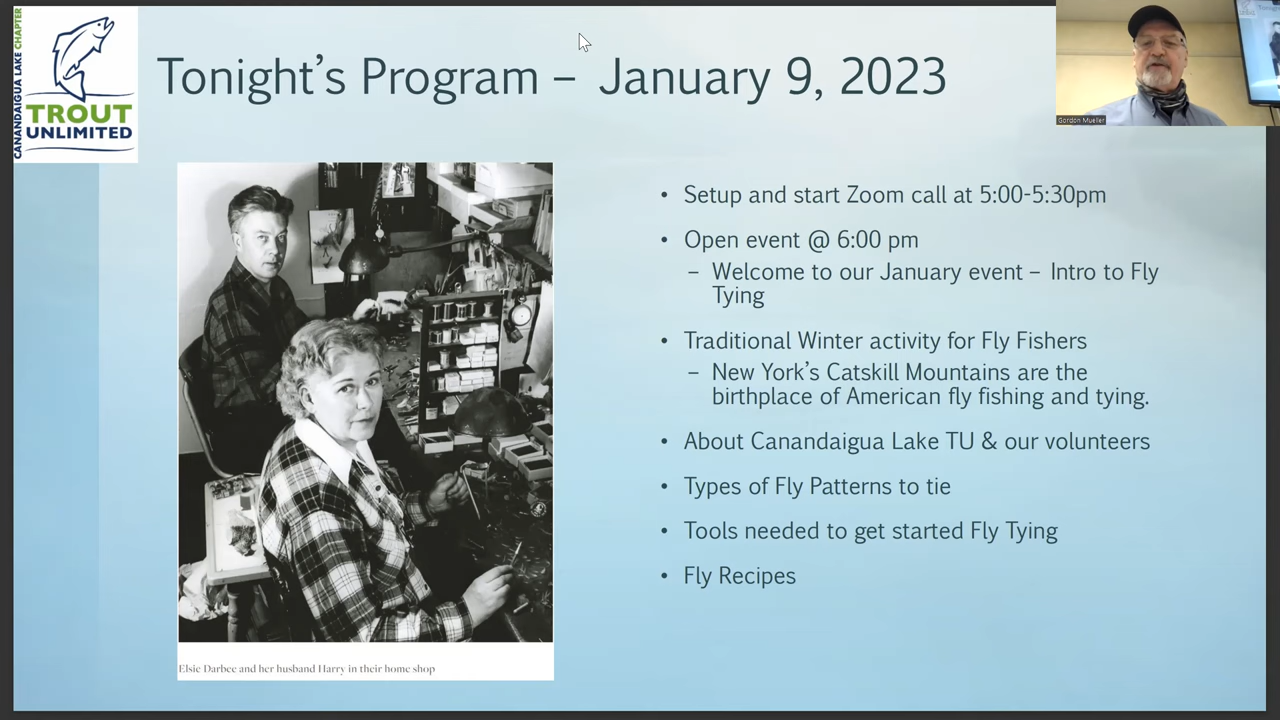 CANANDAIGUA LAKE CHAPTER
TROUT
UNLIMITED
Tonight's Program – January 9, 2023
Gordon Mueller
• Setup and start Zoom call at 5:00-5:30pm
• Open event @ 6:00 pm
– Welcome to our January event – Intro to Fly
Tying
• Traditional Winter activity for Fly Fishers
– New York's Catskill Mountains are the
birthplace of American fly fishing and tying.
• About Canandaigua Lake TU & our volunteers
• Types of Fly Patterns to tie
• Tools needed to get started Fly Tying
• Fly Recipes
Elsie Darbee and her husband Harry in their home shop